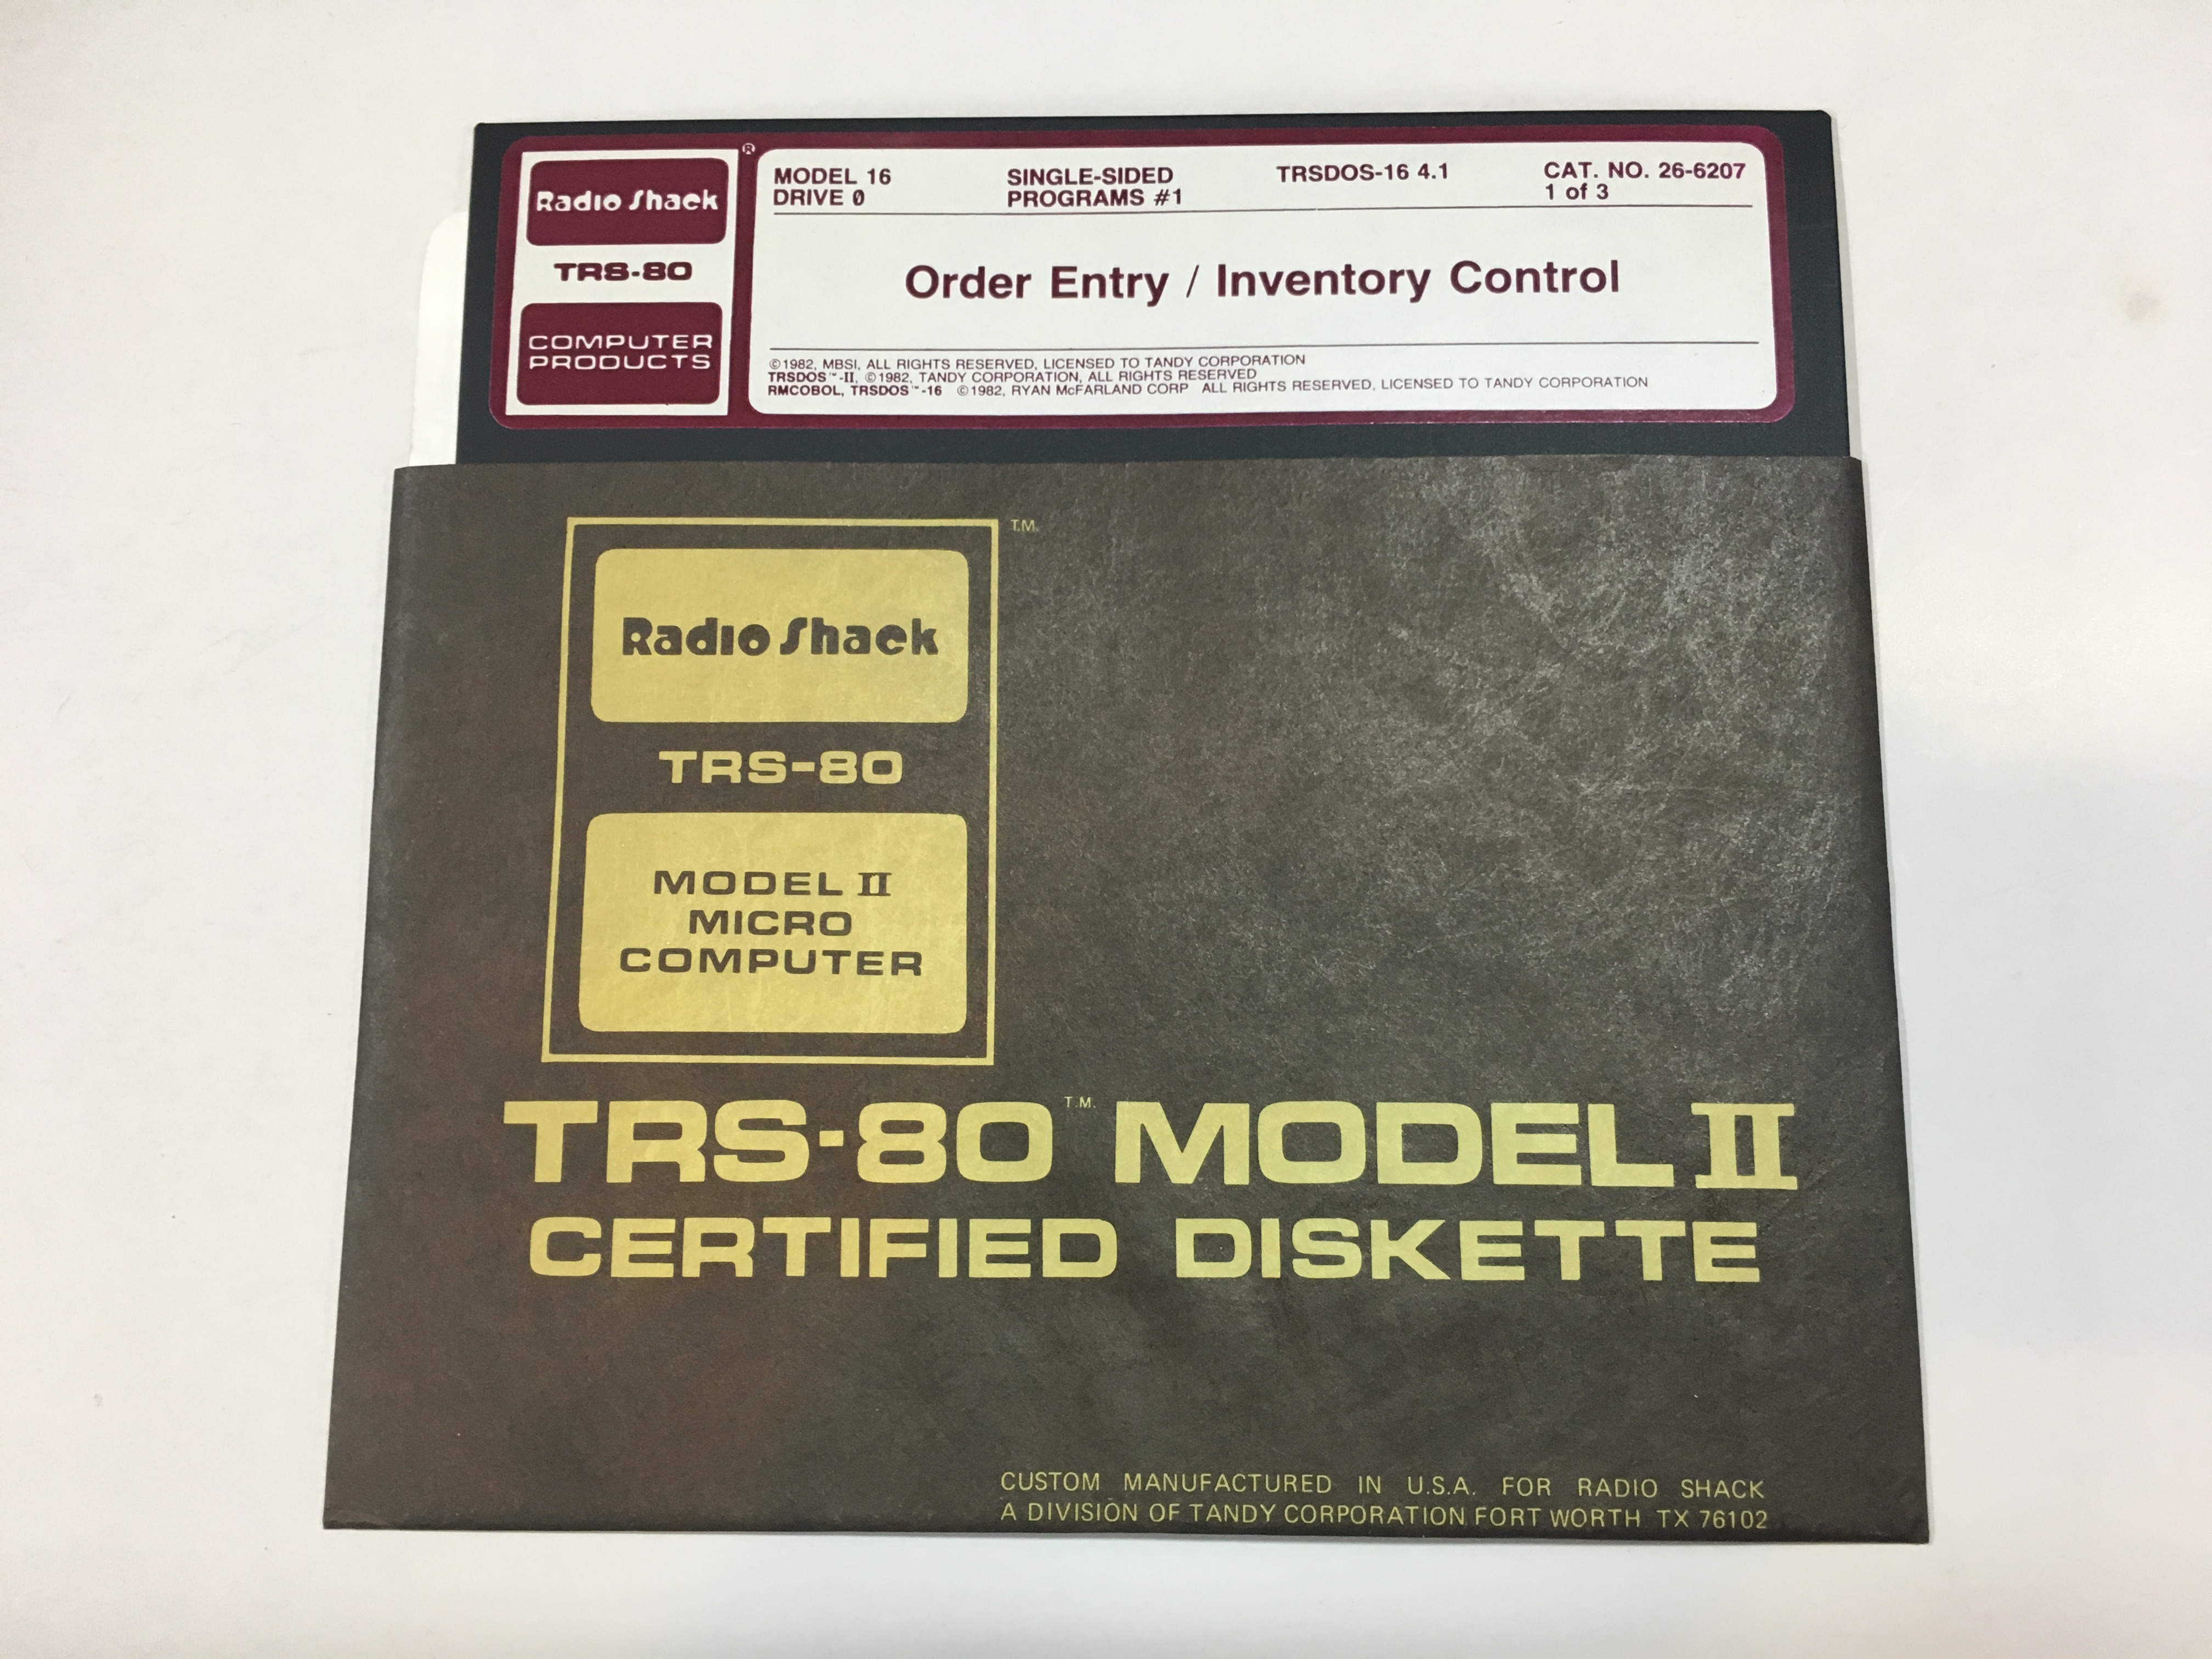 Radio Shack ®
TRS-80
COMPUTER
PRODUCTS
MODEL 16
DRIVE 0
SINGLE-SIDED
PROGRAMS #1
TRSDOS-16 4.1
CAT. NO. 26-6207
1 of 3
Order Entry / Inventory Control
©1982, MBSI, ALL RIGHTS RESERVED, LICENSED TO TANDY CORPORATION
TRSDOS™-II, ©1982, TANDY CORPORATION, ALL RIGHTS RESERVED
RMCOBOL, TRSDOS™-16 ©1982, RYAN McFARLAND CORP ALL RIGHTS RESERVED, LICENSED TO TANDY CORPORATION
T.M.
Radio Shack
TRS-80
MODEL II
MICRO
COMPUTER
TRS-80 T.M. MODEL II
CERTIFIED DISKETTE
CUSTOM MANUFACTURED IN U.S.A. FOR RADIO SHACK
A DIVISION OF TANDY CORPORATION FORT WORTH TX 76102